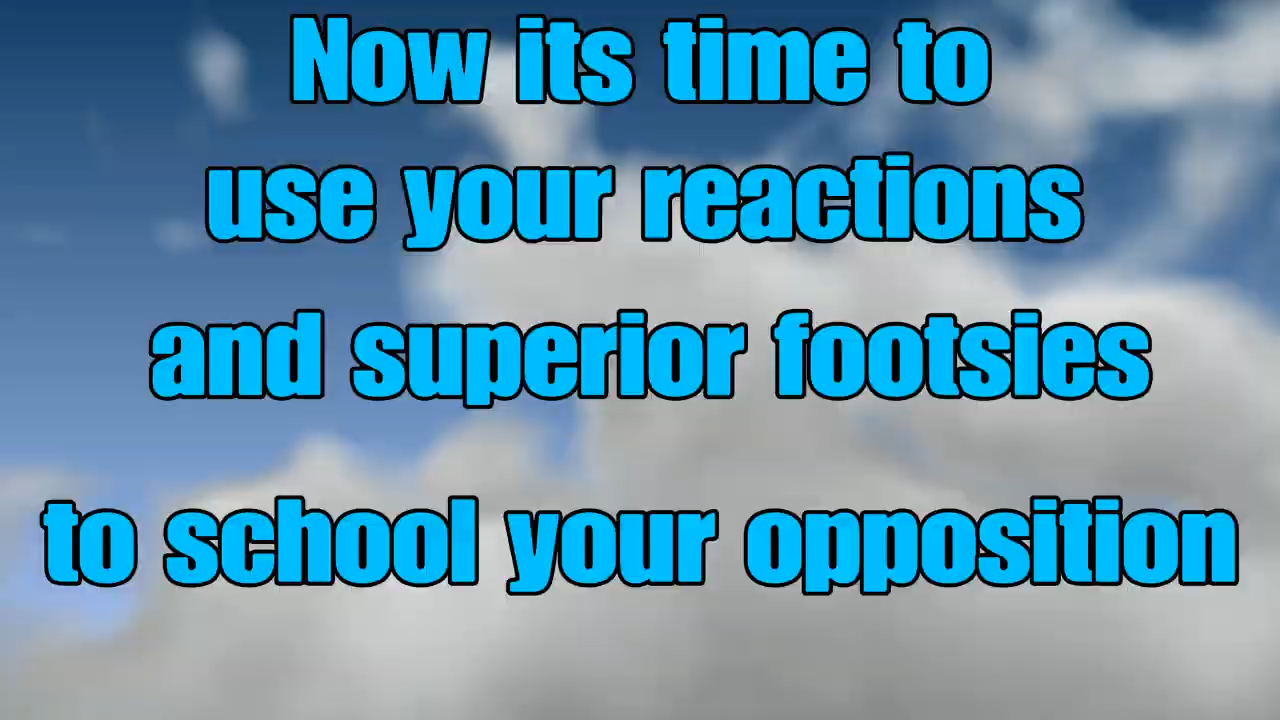 Now its time to
use your reactions
and superior footsies
to school your opposition